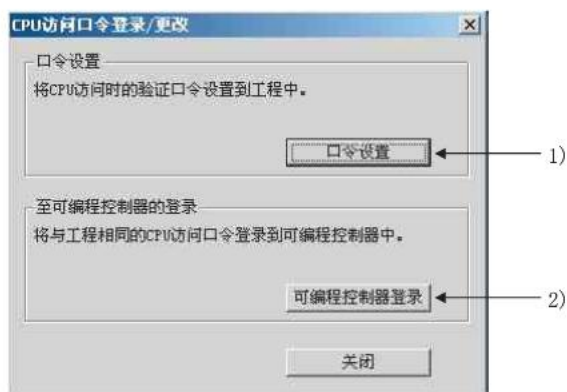 CPU访问口令登录/更改
口令设置
将CPU访问时的验证口令设置到工程中。
口令设置
1)
至可编程控制器的登录
将与工程相同的CPU访问口令登录到可编程控制器中。
可编程控制器登录
2)
关闭